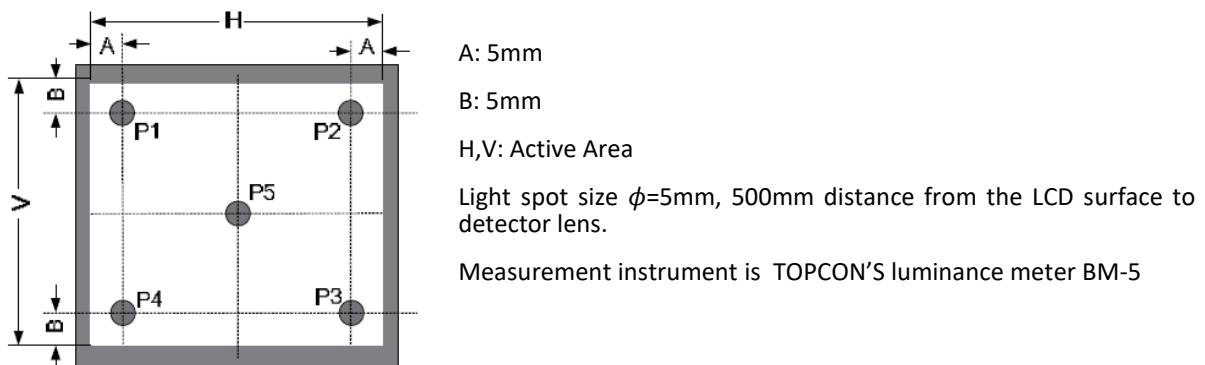 H
A
A
A: 5mm
B
B: 5mm
P1
P2
H,V: Active Area
V
P5
Light spot size ϕ=5mm, 500mm distance from the LCD surface to
detector lens.
Measurement instrument is TOPCON’S luminance meter BM-5
P4
P3
B